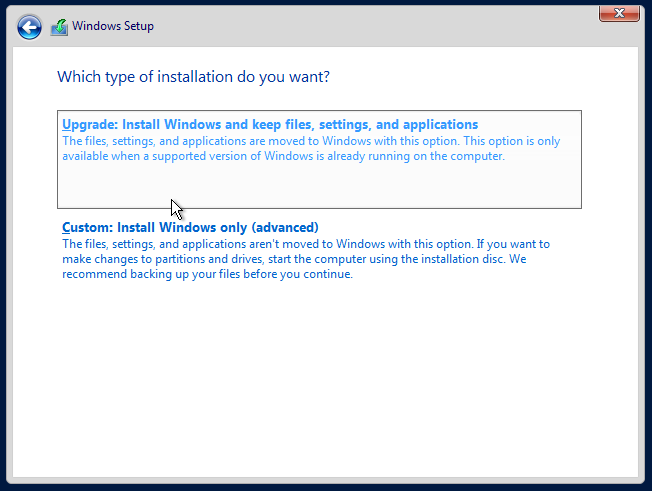 Windows Setup
Which type of installation do you want?
Upgrade: Install Windows and keep files, settings, and applications
The files, settings, and applications are moved to Windows with this option. This option is only
available when a supported version of Windows is already running on the computer.
Custom: Install Windows only (advanced)
The files, settings, and applications aren't moved to Windows with this option. If you want to
make changes to partitions and drives, start the computer using the installation disc. We
recommend backing up your files before you continue.